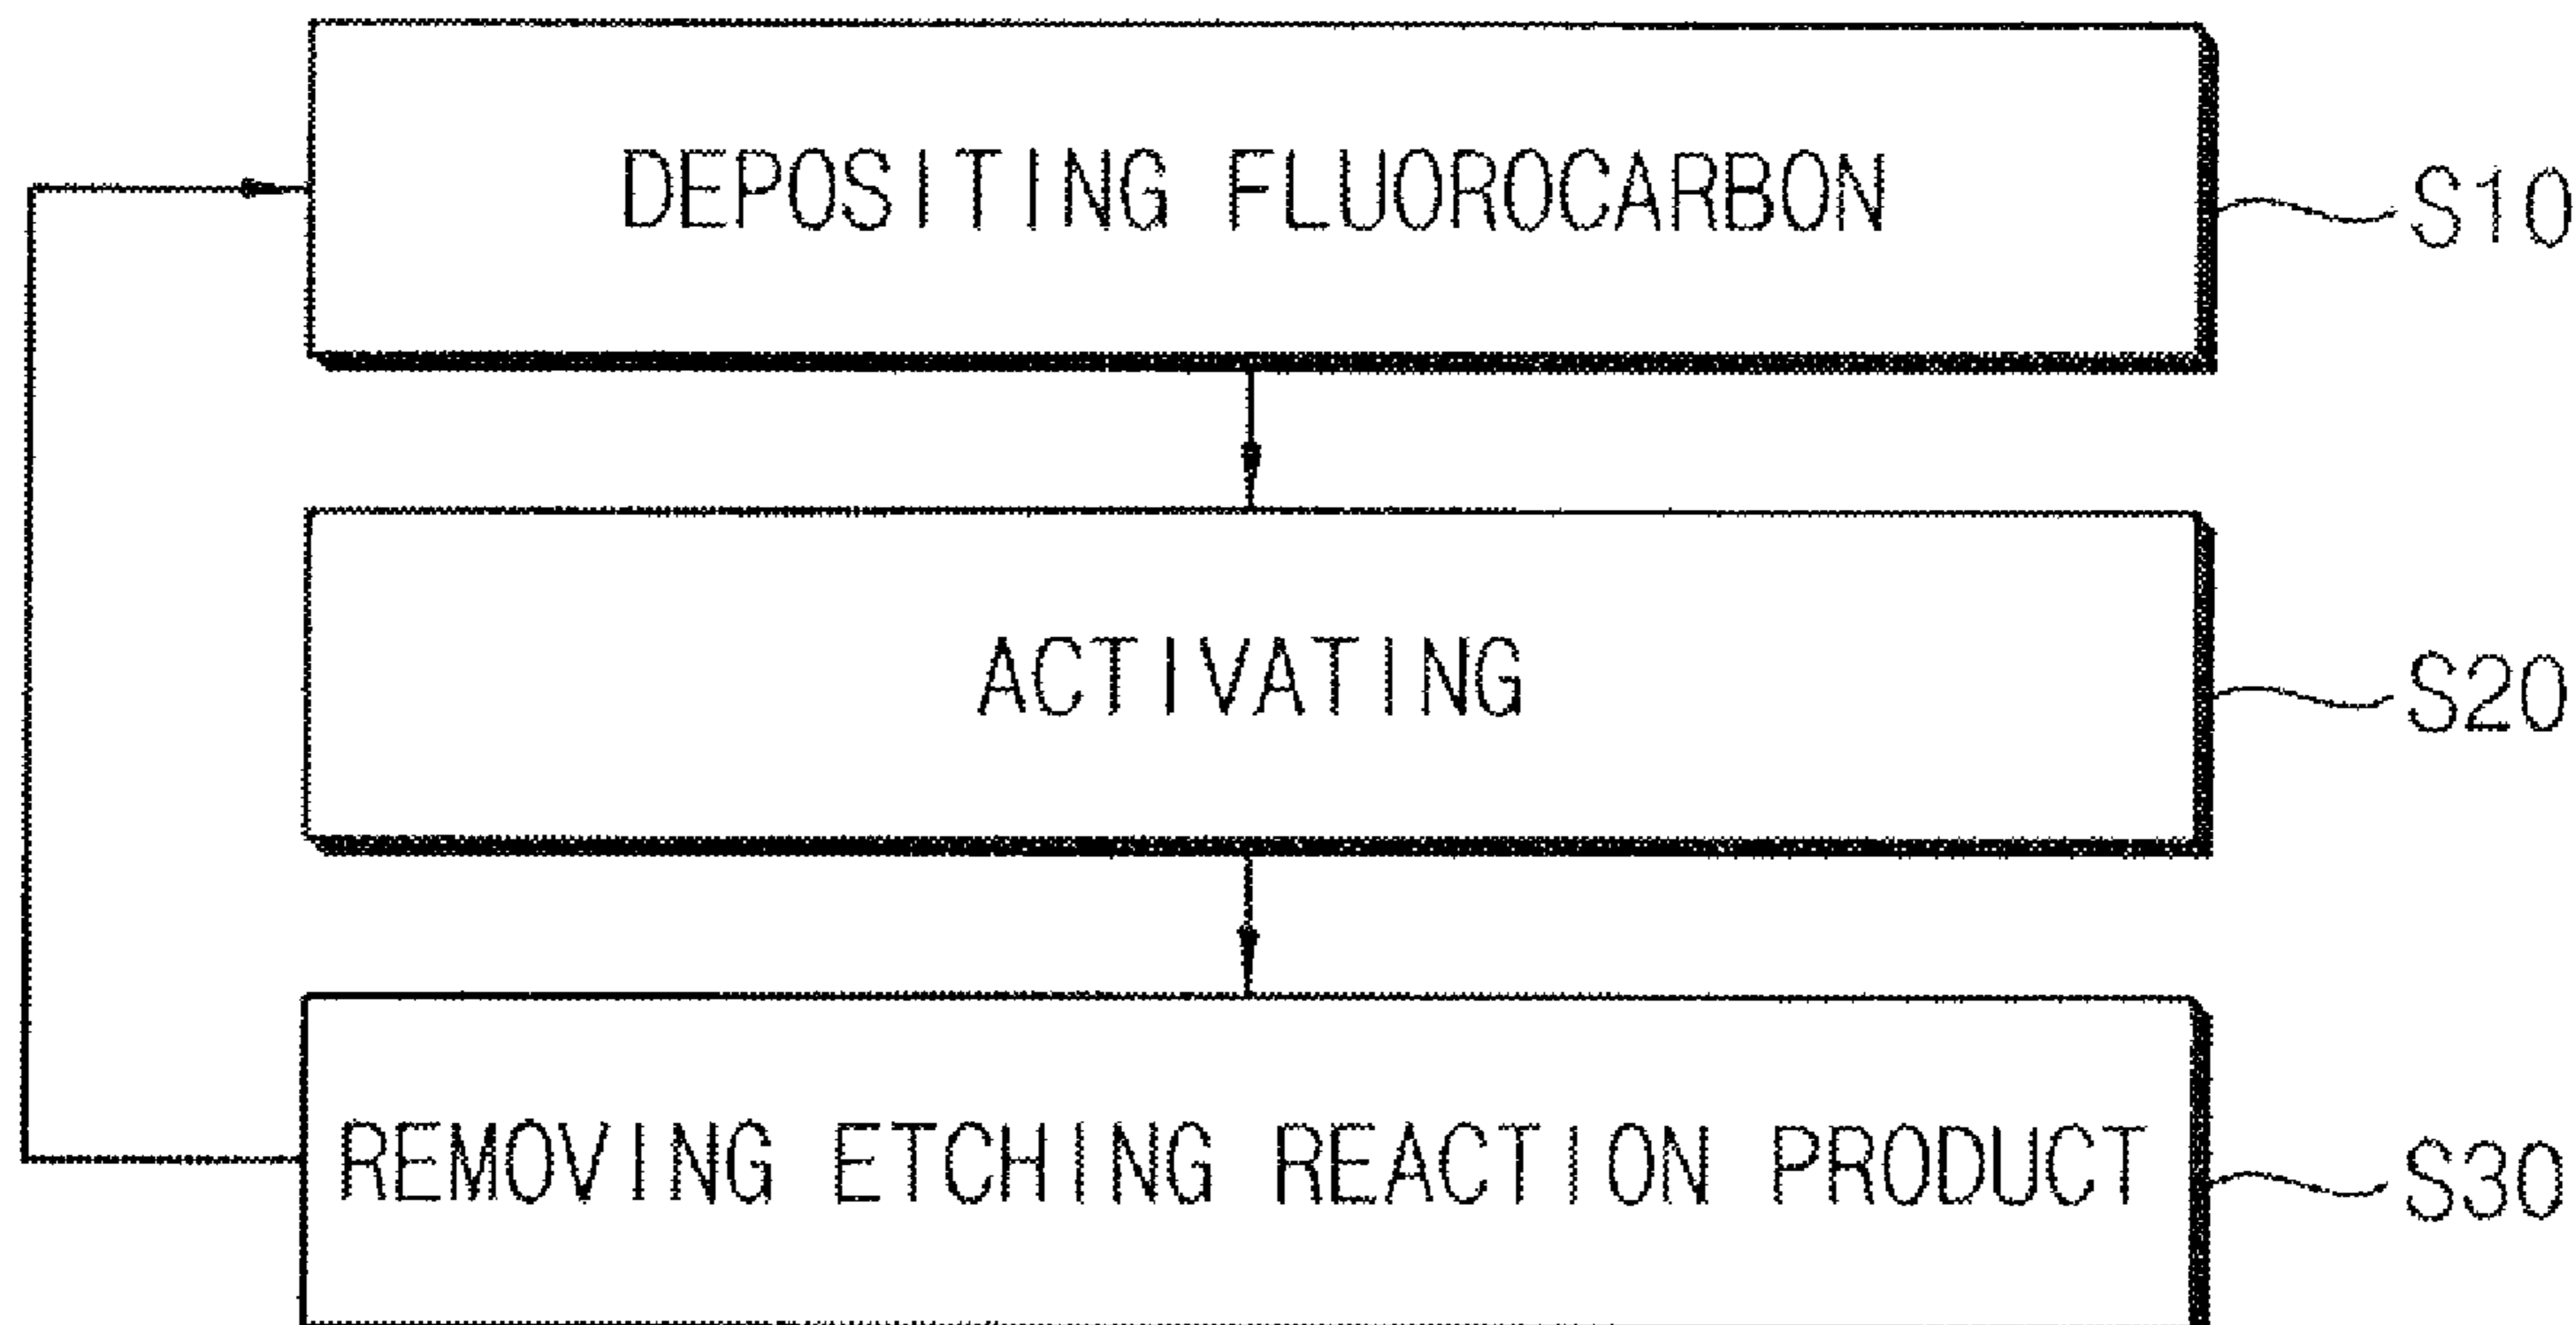 DEPOSITING FLUOROCARBON
S10
ACTIVATING
S20
REMOVING ETCHING REACTION PRODUCT
S30